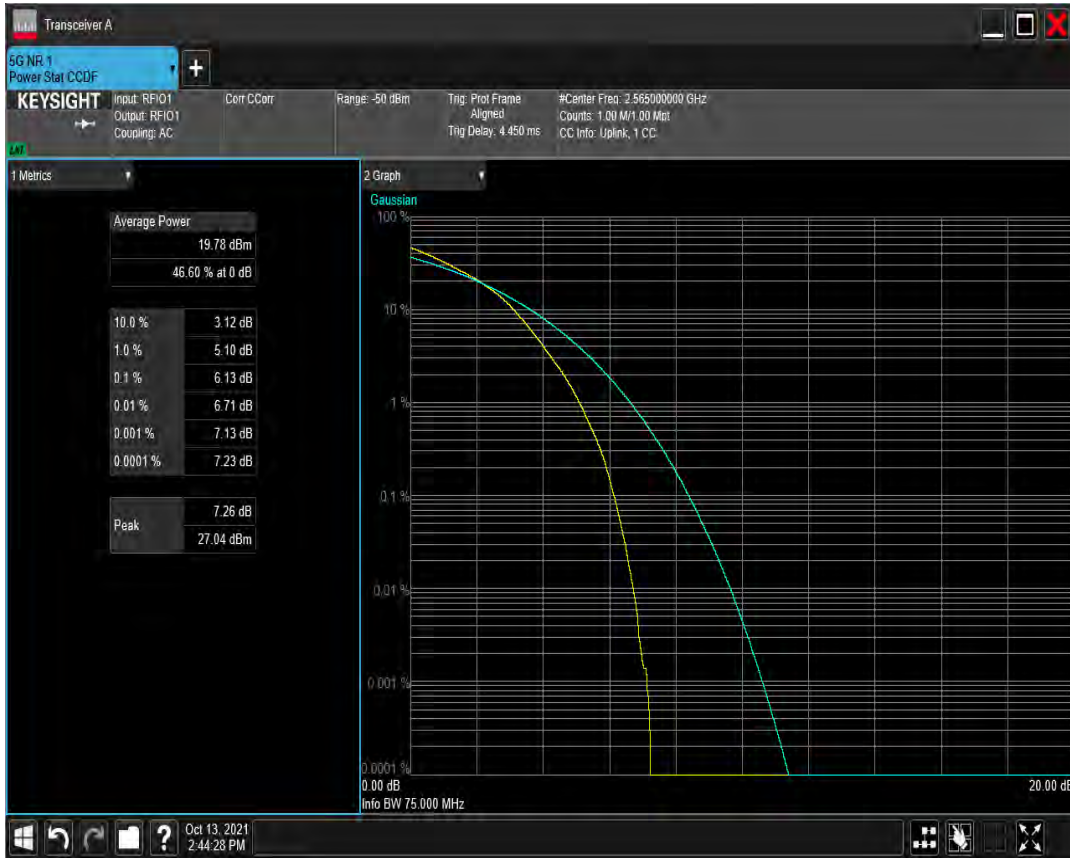 Transceiver A
5G NR 1
Power Stat CCDF
+
KEYSIGHT
Input: RFIO1
Output: RFIO1
Coupling: AC
Corr CCorr
Range: -50 dBm
Trig: Prot Frame
Aligned
Trig Delay: 4.450 ms
#Center Freq: 2.565000000 GHz
Counts: 1.00 M/1.00 Mpt
CC Info: Uplink, 1 CC
1 Metrics
Average Power
19.78 dBm
46.60 % at 0 dB
10.0 % 3.12 dB
1.0 % 5.10 dB
0.1 % 6.13 dB
0.01 % 6.71 dB
0.001 % 7.13 dB
0.0001 % 7.23 dB
Peak
7.26 dB
27.04 dBm
2 Graph
Gaussian
100 %
10 %
1 %
0.1 %
0.01 %
0.001 %
0.0001 %
0.00 dB
20.00 dB
Info BW 75.000 MHz
?
Oct 13, 2021
2:44:28 PM